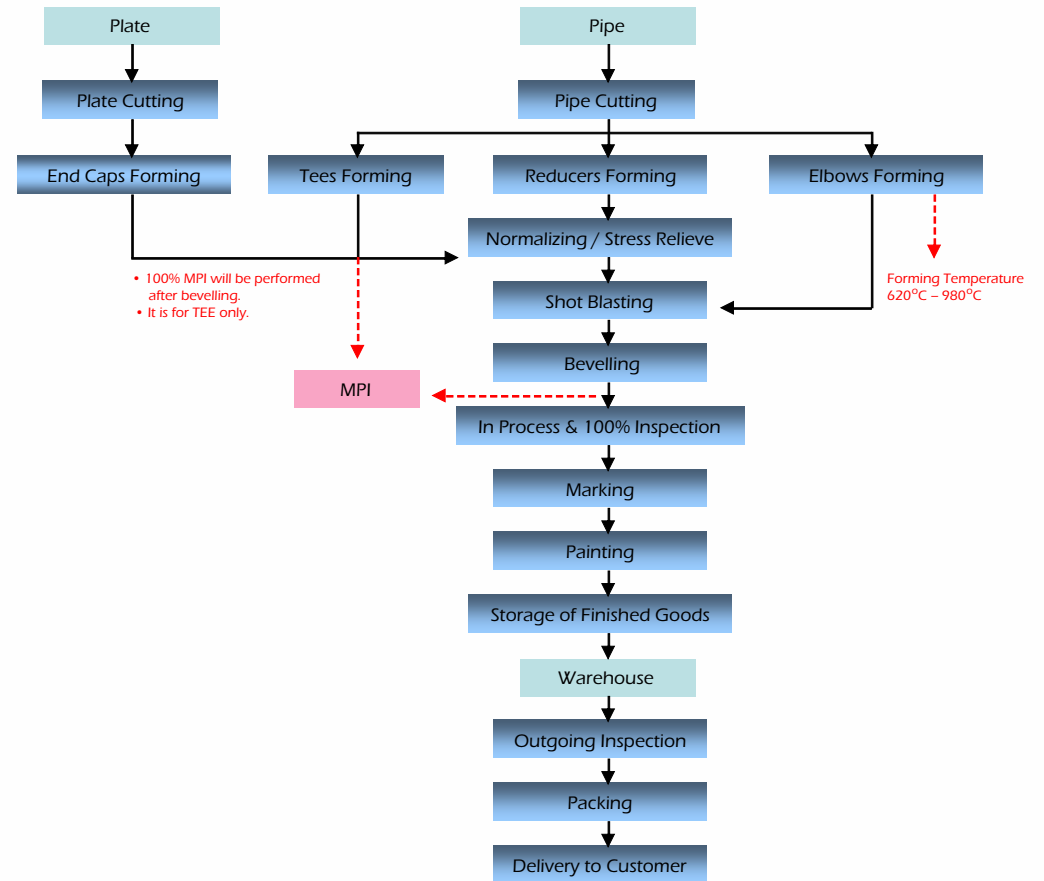 Plate
Pipe
Plate Cutting
Pipe Cutting
End Caps Forming
Tees Forming
Reducers Forming
Elbows Forming
Normalizing / Stress Relieve
• 100% MPI will be performed
after bevelling.
• It is for TEE only.
Forming Temperature
620°C – 980°C
Shot Blasting
Bevelling
MPI
In Process & 100% Inspection
Marking
Painting
Storage of Finished Goods
Warehouse
Outgoing Inspection
Packing
Delivery to Customer